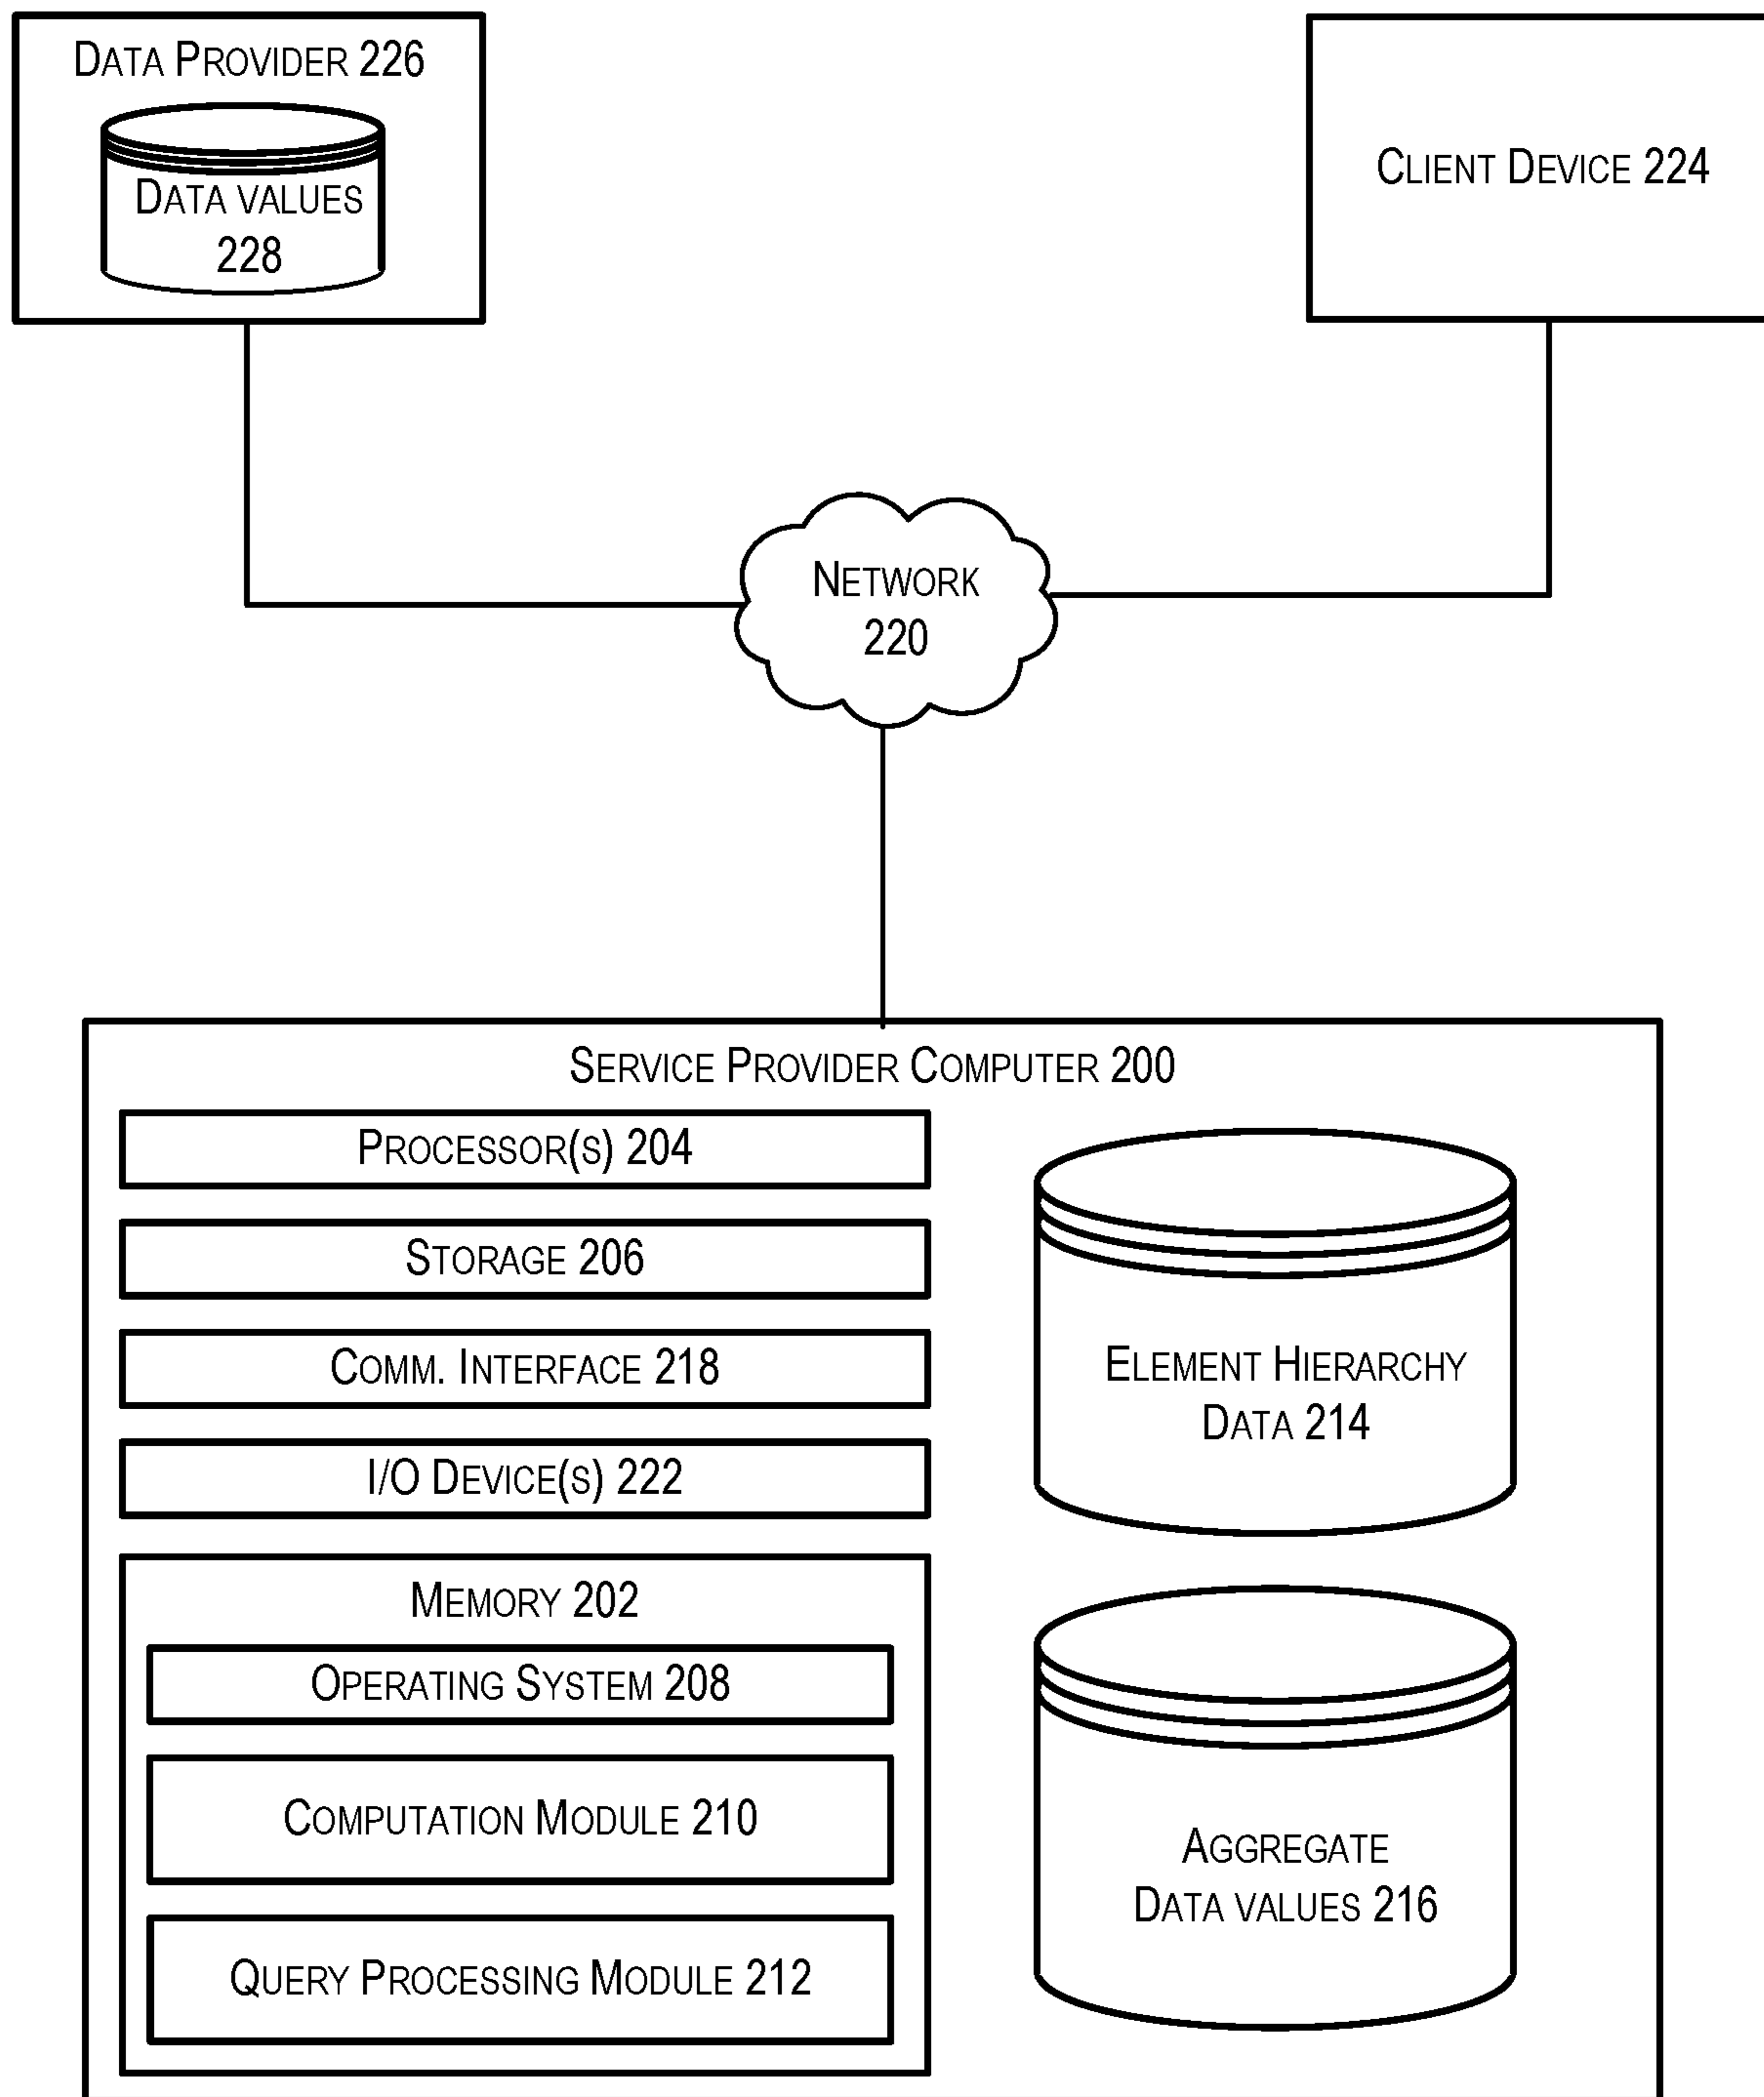 Data Provider 226
Data values
228
Client Device 224
Network
220
Service Provider Computer 200
Processor(s) 204
Storage 206
Comm. Interface 218
I/O Device(s) 222
Memory 202
Operating System 208
Computation Module 210
Query Processing Module 212
Element Hierarchy
Data 214
Aggregate
Data values 216